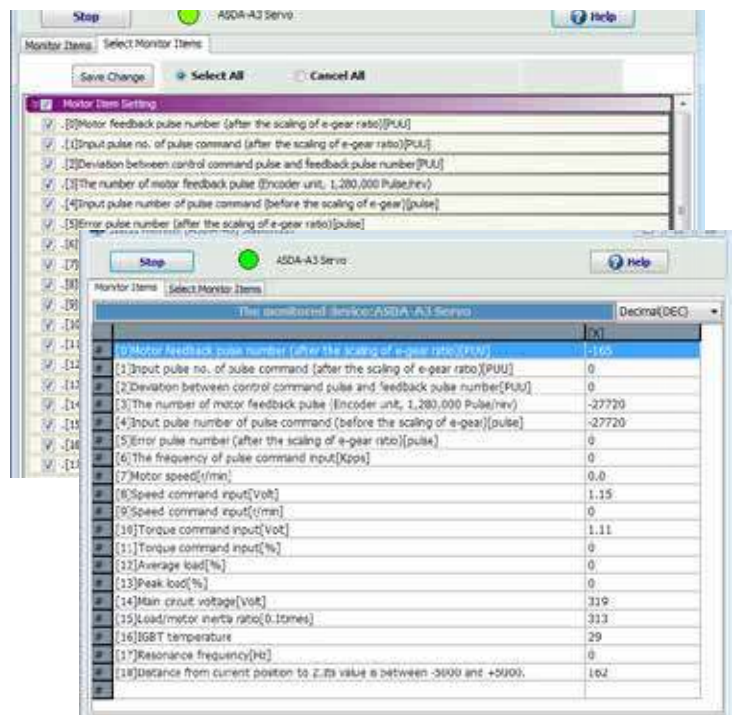 Stop
ASDA-A3 Servo
Help
Monitor Items
Select Monitor Items
Save Change
Select All
Cancel All
Monitor Item Setting
.[0]Motor feedback pulse number (after the scaling of e-gear ratio)[PUU]
.[1]Input pulse no. of pulse command (after the scaling of e-gear ratio)[PUU]
.[2]Deviation between control command pulse and feedback pulse number[PUU]
.[3]The number of motor feedback pulse (Encoder unit, 1,280,000 Pulse/rev)
.[4]Input pulse number of pulse command (before the scaling of e-gear)[pulse]
.[5]Error pulse number (after the scaling of e-gear ratio)[pulse]
.[6]
.[7]
.[8]
.[9]
.[10
.[11
.[12
.[13
.[14
.[15
.[16
.[17
Stop
ASDA-A3 Servo
Help
Monitor Items
Select Monitor Items
The monitored device:ASDA-A3 Servo
Decimal(DEC)
[X]
[0]Motor feedback pulse number (after the scaling of e-gear ratio)[PUU] -165
[1]Input pulse no. of pulse command (after the scaling of e-gear ratio)[PUU] 0
[2]Deviation between control command pulse and feedback pulse number[PUU] 0
[3]The number of motor feedback pulse (Encoder unit, 1,280,000 Pulse/rev) -27720
[4]Input pulse number of pulse command (before the scaling of e-gear)[pulse] -27720
[5]Error pulse number (after the scaling of e-gear ratio)[pulse] 0
[6]The frequency of pulse command input[Kpps] 0
[7]Motor speed[r/min] 0.0
[8]Speed command input[Volt] 1.15
[9]Speed command input[r/min] 0
[10]Torque command input[Volt] 1.11
[11]Torque command input[%] 0
[12]Average load[%] 0
[13]Peak load[%] 0
[14]Main circuit voltage[Volt] 319
[15]Load/motor inertia ratio[0.1times] 313
[16]IGBT temperature 29
[17]Resonance frequency[Hz] 0
[18]Distance from current position to Z.Its value is between -5000 and +5000. 162